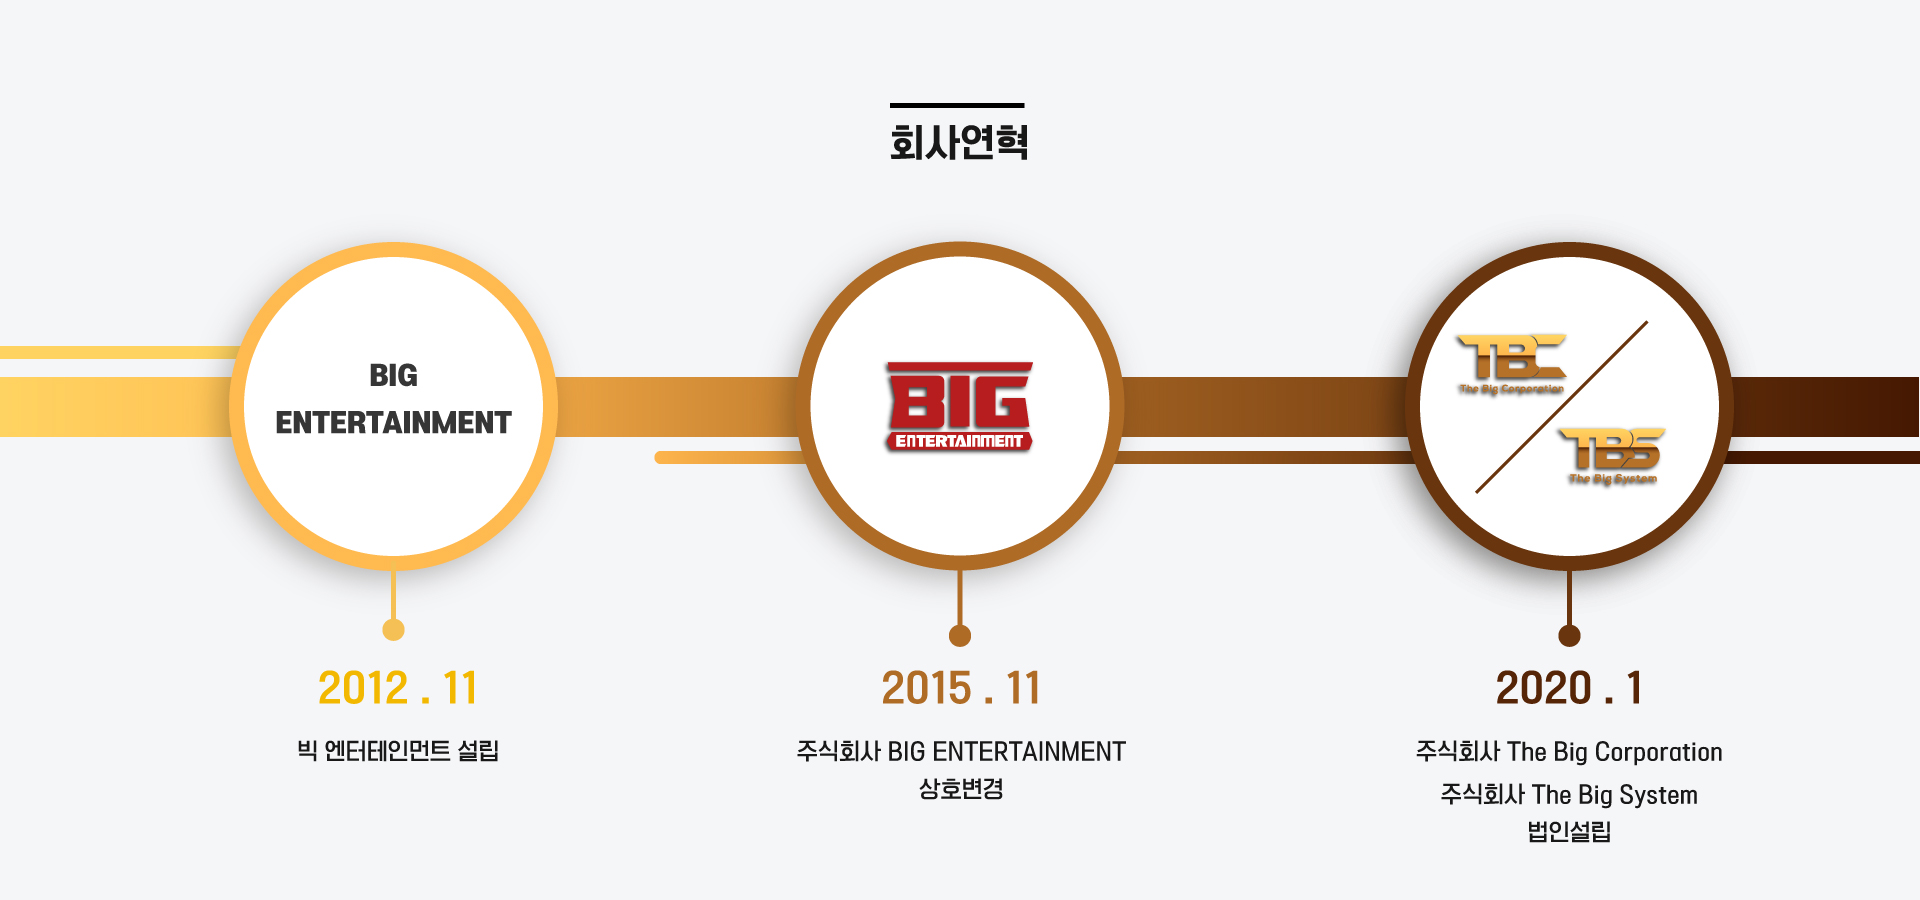 회사연혁
BIG
ENTERTAINMENT
BIG
ENTERTAINMENT
TBC
The Big Corporation
TBS
The Big System
2012 . 11
빅 엔터테인먼트 설립
2015 . 11
주식회사 BIG ENTERTAINMENT
상호변경
2020 . 1
주식회사 The Big Corporation
주식회사 The Big System
법인설립